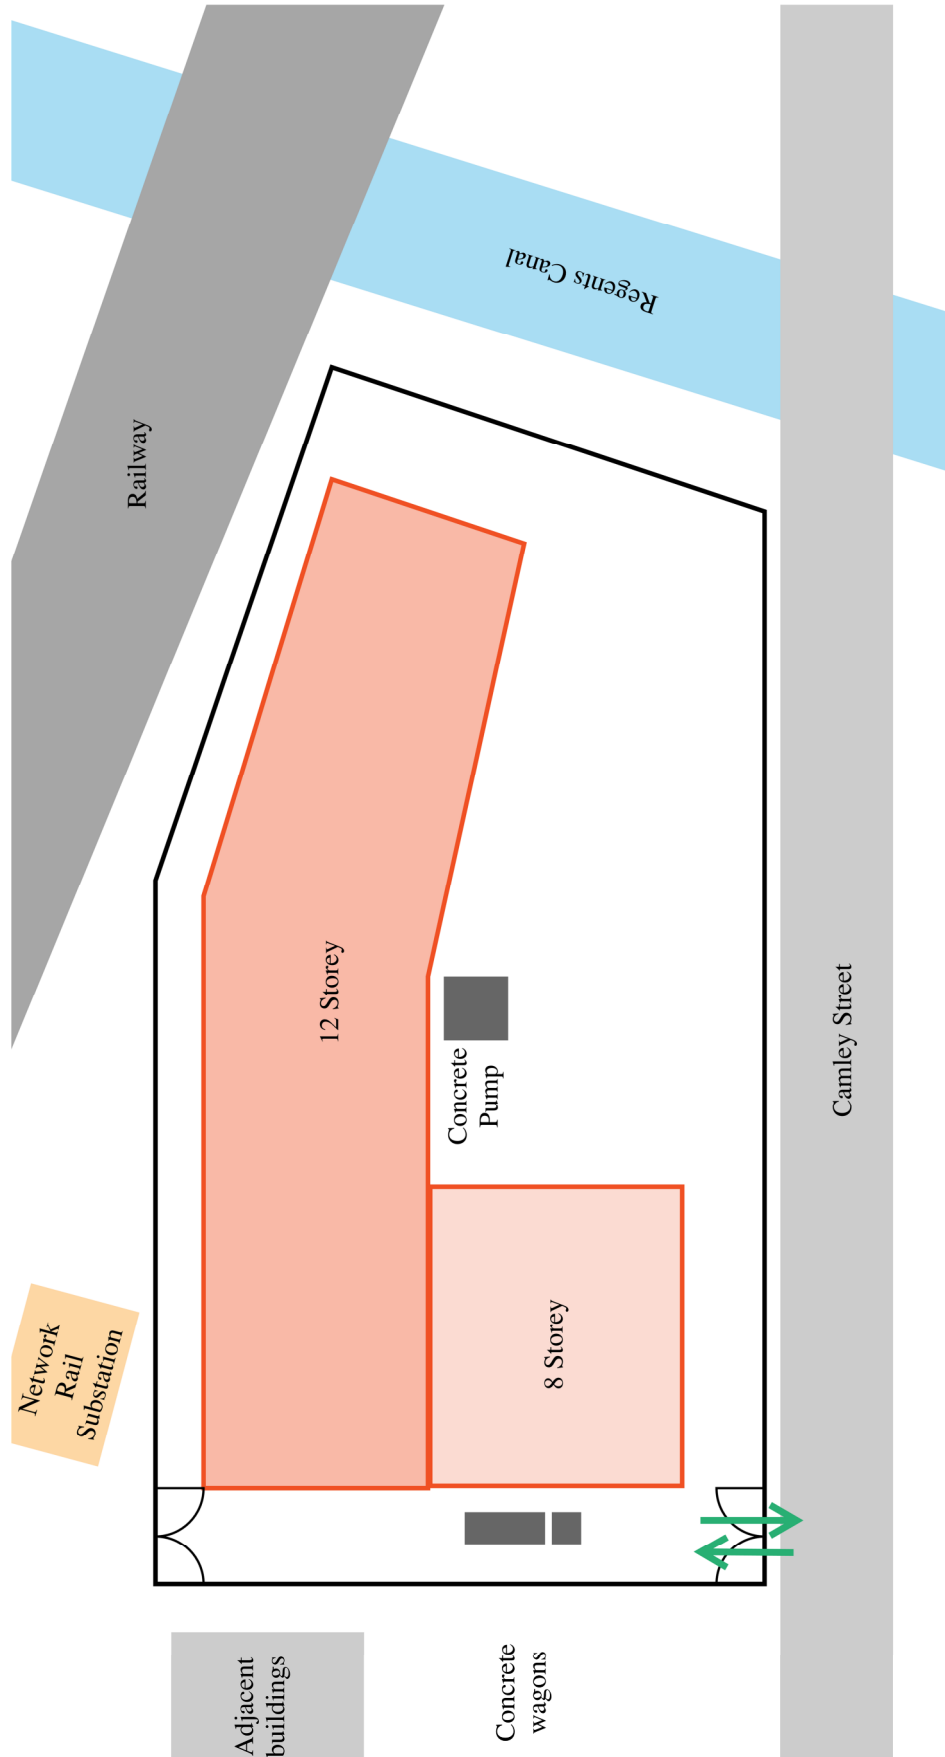 Regents Canal
Railway
12 Storey
Concrete
Pump
Camley Street
8 Storey
Network
Rail
Substation
Adjacent
buildings
Concrete
wagons